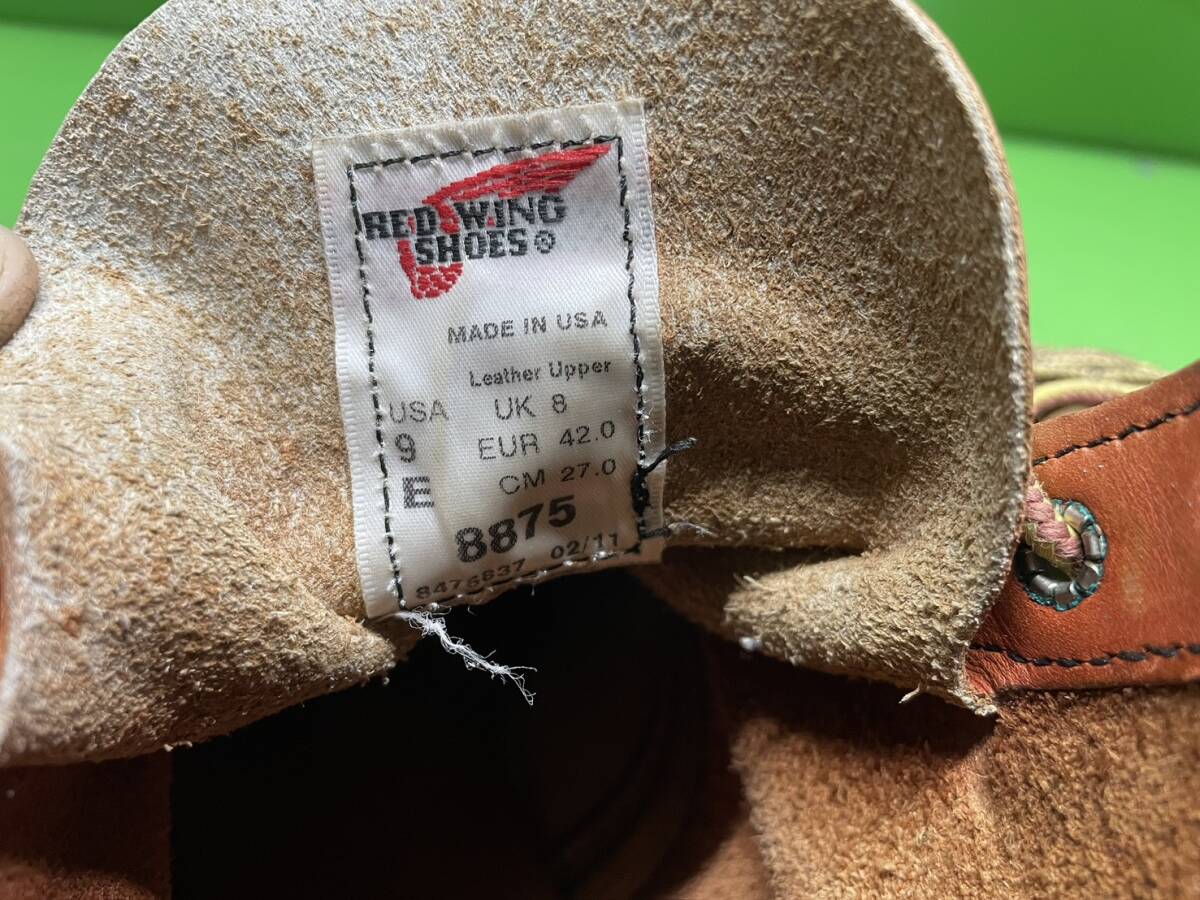 RED WING
SHOES ®
MADE IN USA
Leather Upper
USA UK 8
9 EUR 42.0
E CM 27.0
8875
8476837 02/11